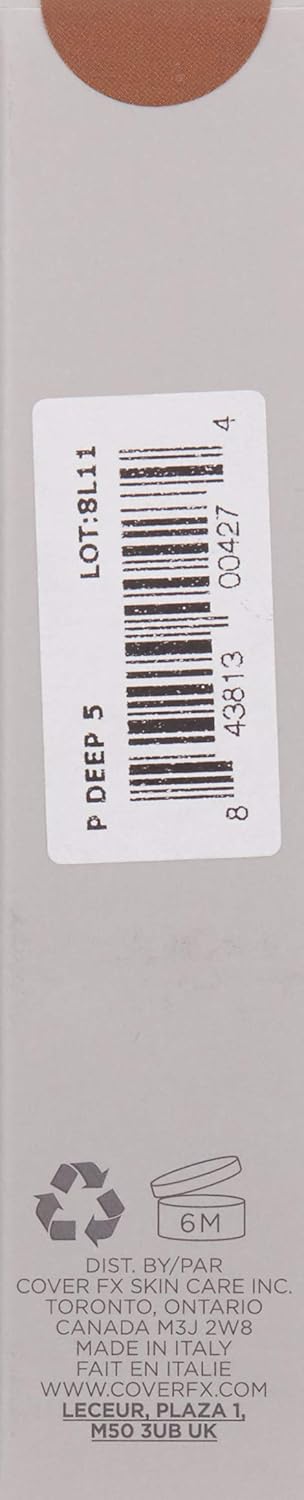 P DEEP 5 LOT:8L11
8 43813 00427 4
6M
DIST. BY/PAR
COVER FX SKIN CARE INC.
TORONTO, ONTARIO
CANADA M3J 2W8
MADE IN ITALY
FAIT EN ITALIE
WWW.COVERFX.COM
LECEUR, PLAZA 1,
M50 3UB UK